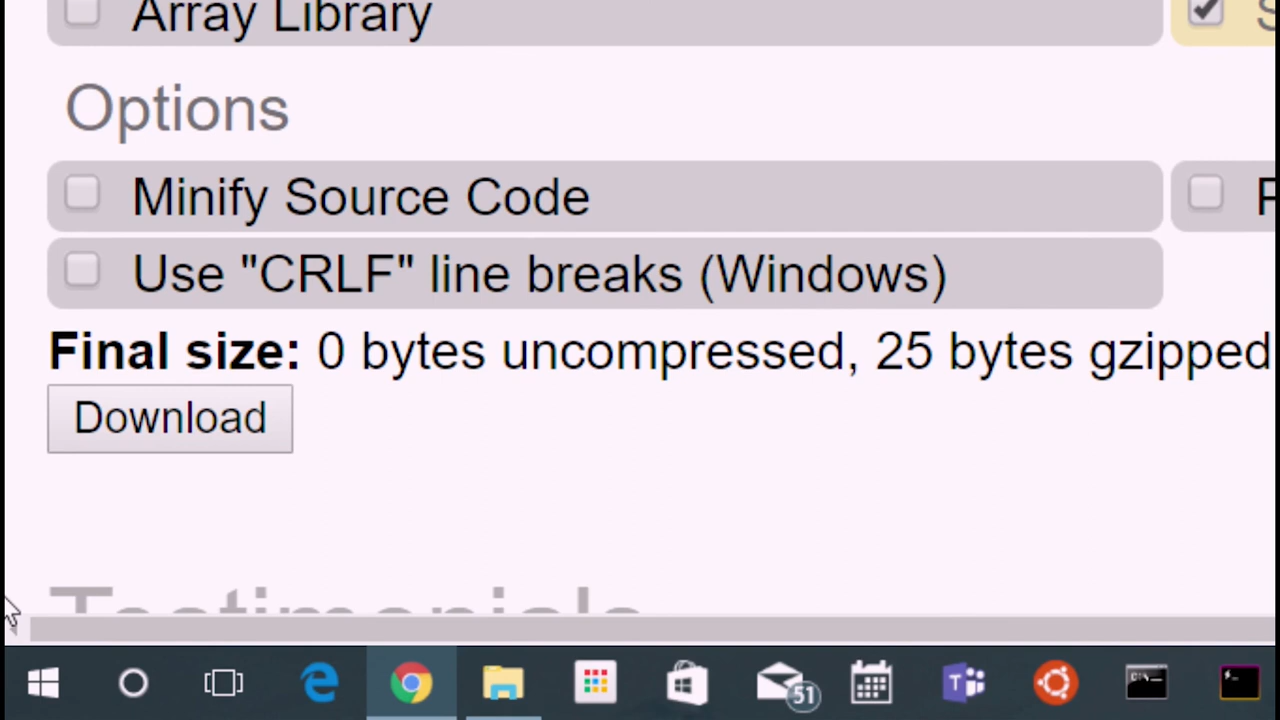 Array Library
Options
Minify Source Code
Use "CRLF" line breaks (Windows)
Final size: 0 bytes uncompressed, 25 bytes gzipped
Download
Testimonials
51